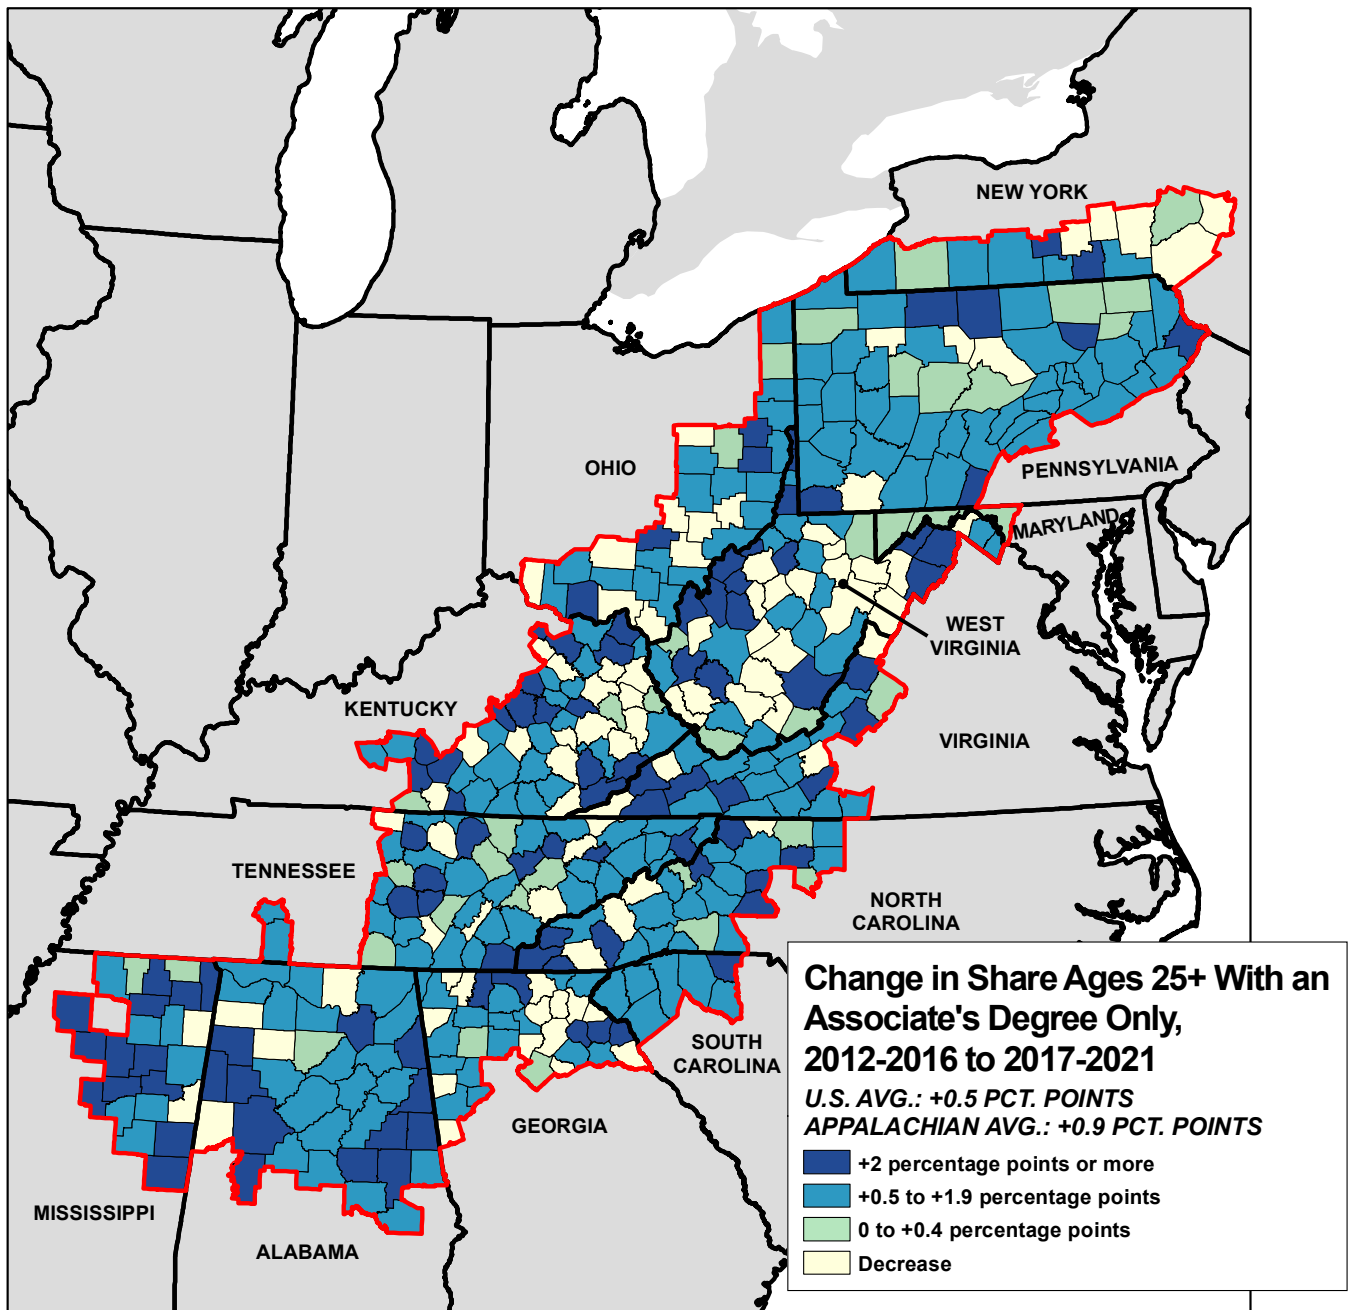 NEW YORK
OHIO
PENNSYLVANIA
MARYLAND
WEST
VIRGINIA
KENTUCKY
VIRGINIA
TENNESSEE
NORTH
CAROLINA
SOUTH
CAROLINA
GEORGIA
MISSISSIPPI
ALABAMA
Change in Share Ages 25+ With an
Associate's Degree Only,
2012-2016 to 2017-2021
U.S. AVG.: +0.5 PCT. POINTS
APPALACHIAN AVG.: +0.9 PCT. POINTS
+2 percentage points or more
+0.5 to +1.9 percentage points
0 to +0.4 percentage points
Decrease